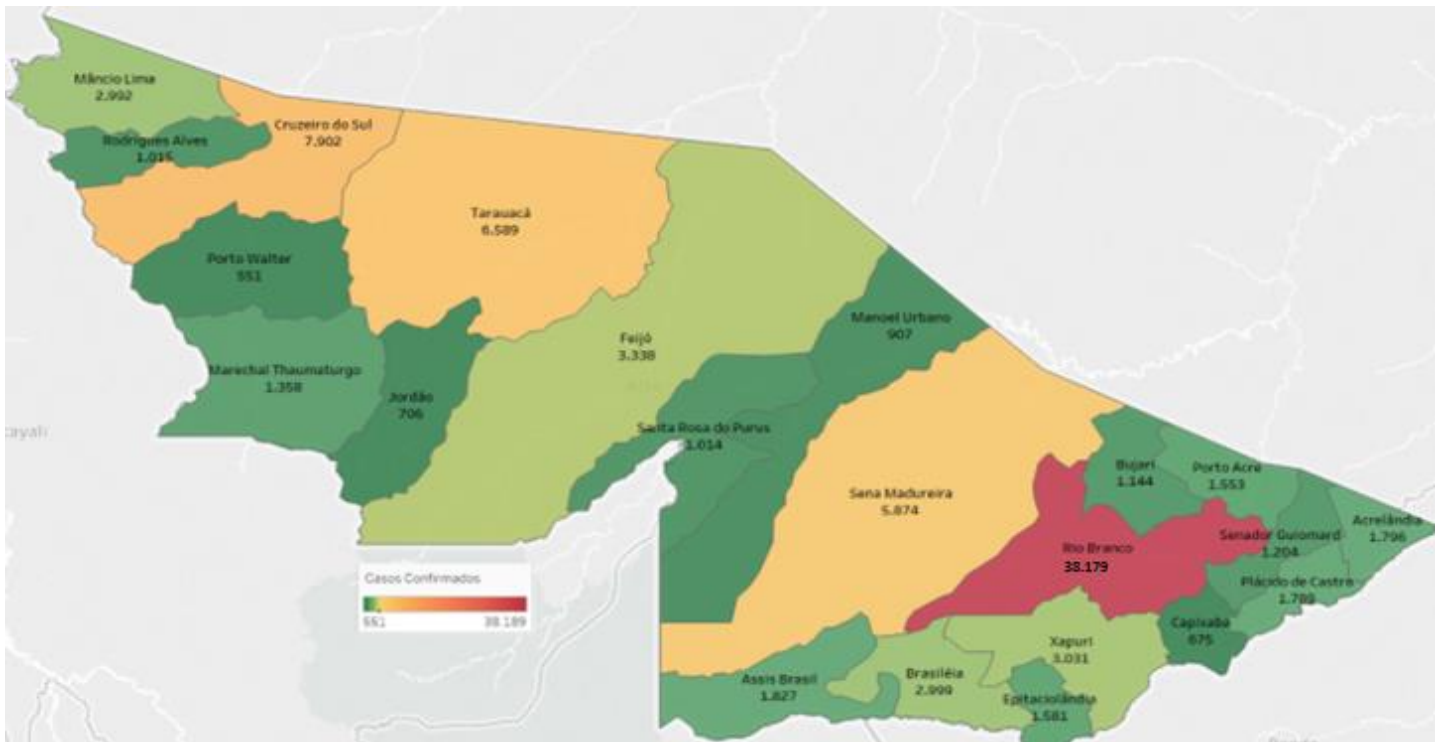 Mâncio Lima
2.992
Rodrigues Alves
1.015
Cruzeiro do Sul
7.902
Tarauacá
6.589
Porto Walter
551
Marechal Thaumaturgo
1.358
Jordão
706
Feijó
3.338
Manoel Urbano
907
Santa Rosa do Purus
1.014
Sena Madureira
5.874
Bujari
1.144
Porto Acre
1.553
Acrelândia
1.796
Senador Guiomard
1.204
Rio Branco
38.179
Plácido de Castro
1.789
Capixaba
675
Xapuri
3.031
Brasiléia
2.999
Assis Brasil
1.827
Epitaciolândia
1.581
Casos Confirmados
551 38.189
ayali